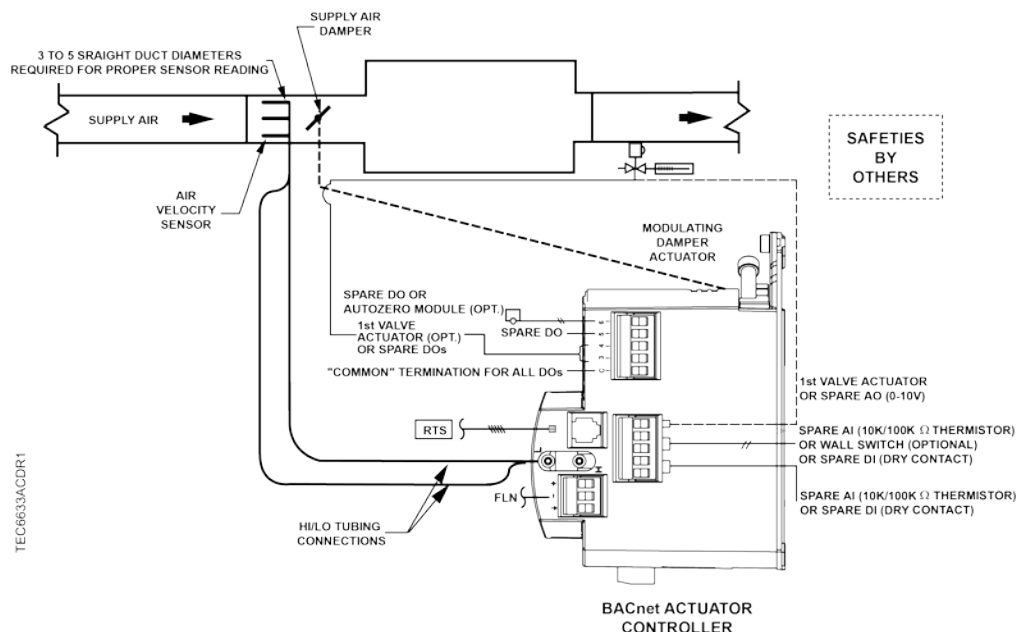 SUPPLY AIR
DAMPER
3 TO 5 SRAIGHT DUCT DIAMETERS
REQUIRED FOR PROPER SENSOR READING
SUPPLY AIR
AIR
VELOCITY
SENSOR
SAFETIES
BY
OTHERS
MODULATING
DAMPER
ACTUATOR
SPARE DO OR
AUTOZERO MODULE (OPT.)
SPARE DO
1st VALVE
ACTUATOR (OPT.)
OR SPARE DOs
"COMMON" TERMINATION FOR ALL DOs
6
5
4
3
C
1st VALVE ACTUATOR
OR SPARE AO (0-10V)
SPARE AI (10K/100K Ω THERMISTOR)
OR WALL SWITCH (OPTIONAL)
OR SPARE DI (DRY CONTACT)
SPARE AI (10K/100K Ω THERMISTOR)
OR SPARE DI (DRY CONTACT)
RTS
L
H
+
-
FLN
HI/LO TUBING
CONNECTIONS
TEC6633ACDR1
BACnet ACTUATOR
CONTROLLER